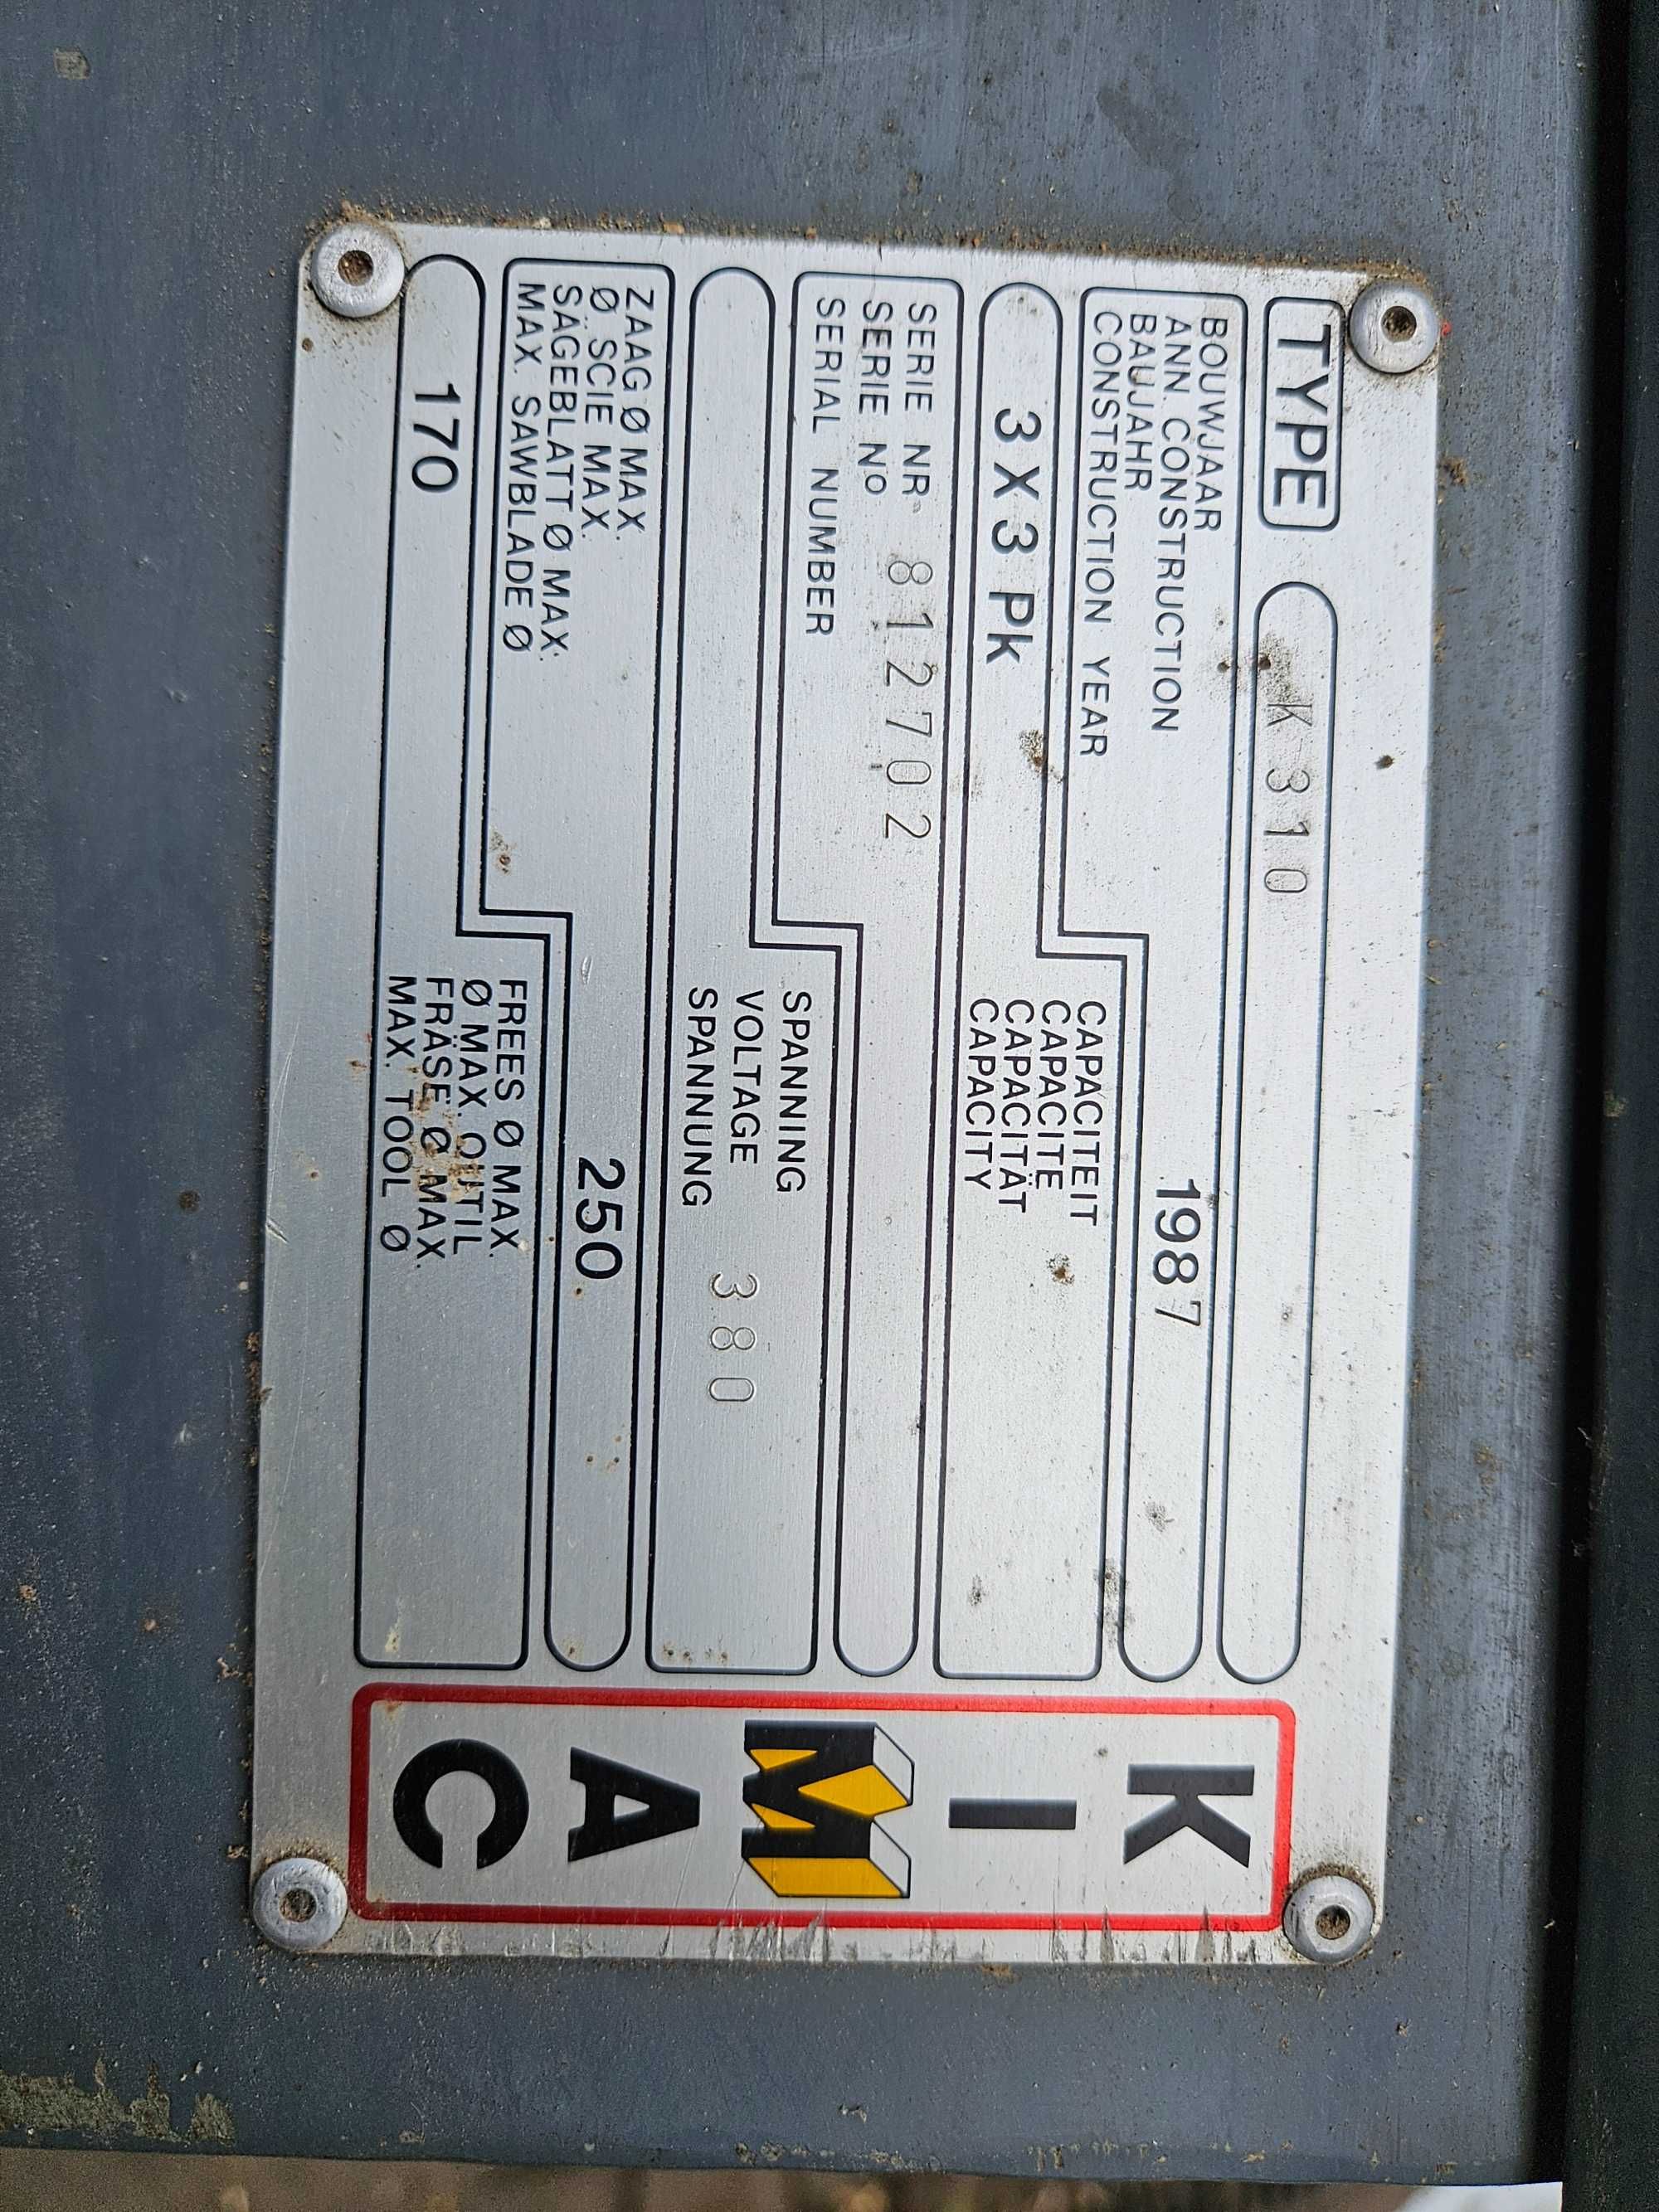 TYPE K 310
BOUWJAAR
ANN. CONSTRUCTION
BAUJAHR
CONSTRUCTION YEAR
1987
CAPACITEIT
CAPACITE
CAPACITÄT
CAPACITY
3 X 3 Pk
SERIE NR
SERIE No
SERIAL NUMBER
812702
SPANNING
VOLTAGE
SPANNUNG
380
ZAAG Ø MAX.
Ø SCIE MAX.
SÄGEBLATT Ø MAX.
MAX. SAWBLADE Ø
250
FREES Ø MAX.
Ø MAX. OUTIL
FRÄSE Ø MAX.
MAX. TOOL Ø
170
KIMAC